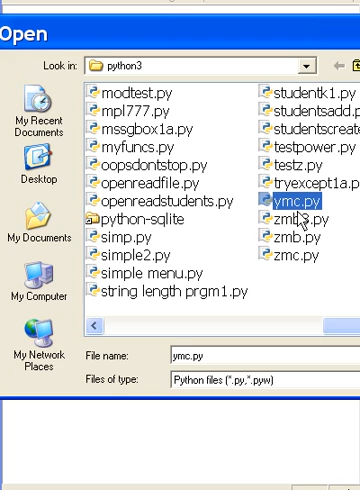 Open
Look in:
python3
My Recent
Documents
Desktop
My Documents
My Computer
My Network
Places
modtest.py
mpl777.py
mssgbox1a.py
myfuncs.py
oopsdontstop.py
openreadfile.py
openreadstudents.py
python-sqlite
simp.py
simple2.py
simple menu.py
string length prgm1.py
studentk1.py
studentsadd.p
studentscreate
testpower.py
testz.py
tryexcept1a.p
ymc.py
zmb.py
zmc.py
File name:
ymc.py
Files of type:
Python files (*.py,*.pyw)